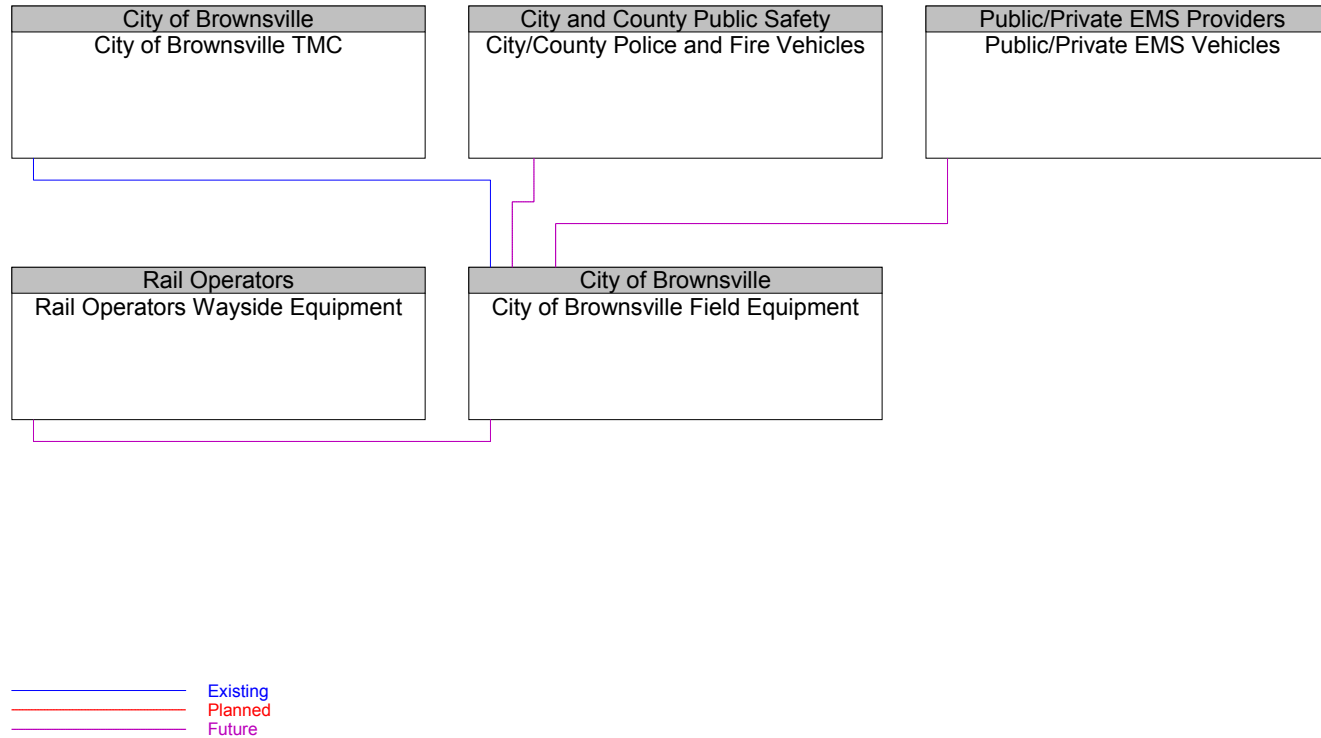 City of Brownsville
City of Brownsville TMC
City and County Public Safety
City/County Police and Fire Vehicles
Public/Private EMS Providers
Public/Private EMS Vehicles
Rail Operators
Rail Operators Wayside Equipment
City of Brownsville
City of Brownsville Field Equipment
Existing
Planned
Future